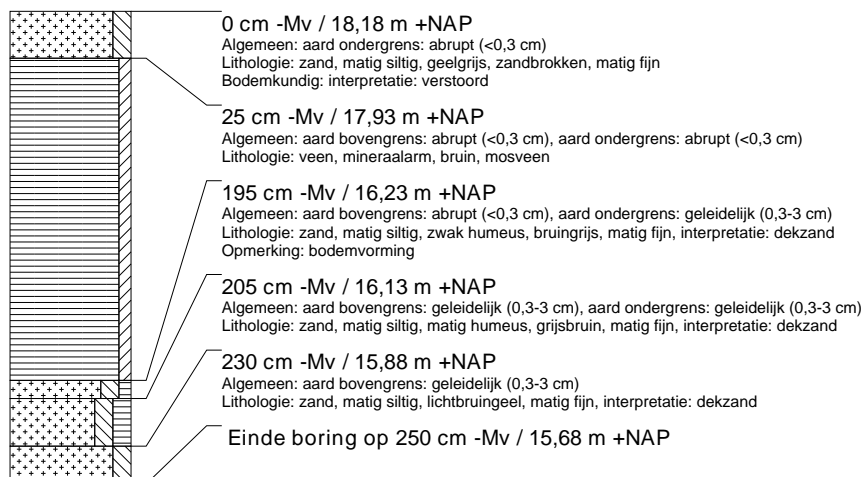 0 cm -Mv / 18,18 m +NAP
Algemeen: aard ondergrens: abrupt (<0,3 cm)
Lithologie: zand, matig siltig, geelgrijs, zandbrokken, matig fijn
Bodemkundig: interpretatie: verstoord
25 cm -Mv / 17,93 m +NAP
Algemeen: aard bovengrens: abrupt (<0,3 cm), aard ondergrens: abrupt (<0,3 cm)
Lithologie: veen, mineraalarm, bruin, mosveen
195 cm -Mv / 16,23 m +NAP
Algemeen: aard bovengrens: abrupt (<0,3 cm), aard ondergrens: geleidelijk (0,3-3 cm)
Lithologie: zand, matig siltig, zwak humeus, bruingrijs, matig fijn, interpretatie: dekzand
Opmerking: bodemvorming
205 cm -Mv / 16,13 m +NAP
Algemeen: aard bovengrens: geleidelijk (0,3-3 cm), aard ondergrens: geleidelijk (0,3-3 cm)
Lithologie: zand, matig siltig, matig humeus, grijsbruin, matig fijn, interpretatie: dekzand
230 cm -Mv / 15,88 m +NAP
Algemeen: aard bovengrens: geleidelijk (0,3-3 cm)
Lithologie: zand, matig siltig, lichtbruingeel, matig fijn, interpretatie: dekzand
Einde boring op 250 cm -Mv / 15,68 m +NAP